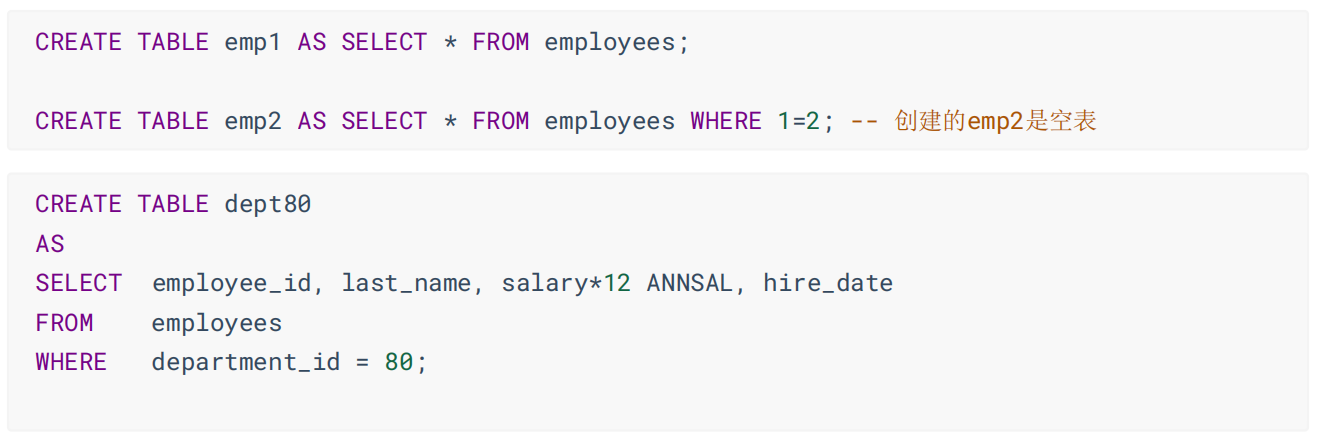 CREATE TABLE emp1 AS SELECT * FROM employees;
CREATE TABLE emp2 AS SELECT * FROM employees WHERE 1=2; -- 创建的emp2是空表
CREATE TABLE dept80
AS
SELECT  employee_id, last_name, salary*12 ANNSAL, hire_date
FROM    employees
WHERE   department_id = 80;